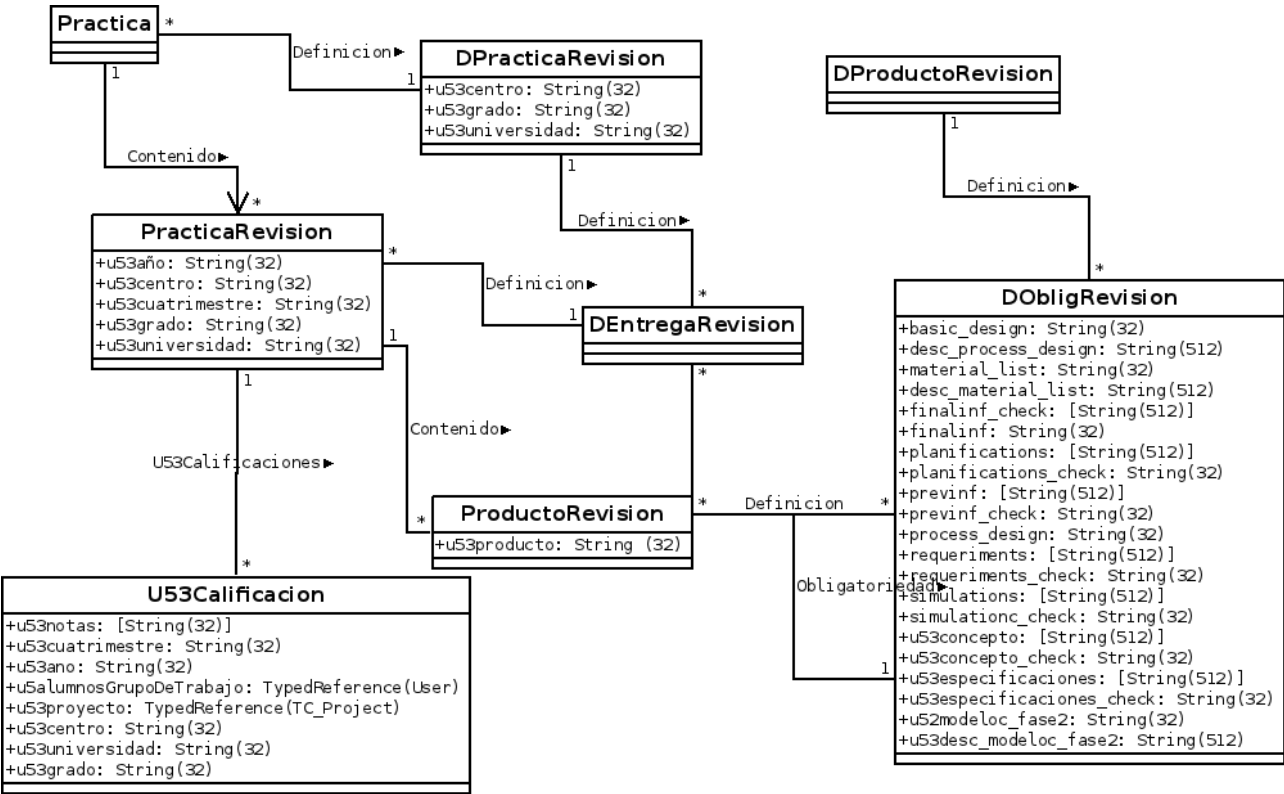 Practica
*
Definicion▶
1
1
DPracticaRevision
+u53centro: String(32)
+u53grado: String(32)
+u53universidad: String(32)
1
DProductoRevision
1
Contenido▶
*
Definicion▶
*
Definicion▶
*
PracticaRevision
+u53año: String(32)
+u53centro: String(32)
+u53cuatrimestre: String(32)
+u53grado: String(32)
+u53universidad: String(32)
*
Definicion▶
1
1
1
DEntregaRevision
*
Contenido▶
*
U53Calificaciones▶
*
ProductoRevision
+u53producto: String (32)
*
Definicion
*
Obligatoriedad▶
1
DObligRevision
+basic_design: String(32)
+desc_process_design: String(512)
+material_list: String(32)
+desc_material_list: String(512)
+finalinf_check: [String(512)]
+finalinf: String(32)
+planifications: [String(512)]
+planifications_check: String(32)
+previnf: [String(512)]
+previnf_check: String(32)
+process_design: String(32)
+requeriments: [String(512)]
+requeriments_check: String(32)
+simulations: [String(512)]
+simulationc_check: String(32)
+u53concepto: [String(512)]
+u53concepto_check: String(32)
+u53especificaciones: [String(512)]
+u53especificaciones_check: String(32)
+u52modeloc_fase2: String(32)
+u53desc_modeloc_fase2: String(512)
U53Calificacion
+u53notas: [String(32)]
+u53cuatrimestre: String(32)
+u53ano: String(32)
+u5alumnosGrupoDeTrabajo: TypedReference(User)
+u53proyecto: TypedReference(TC_Project)
+u53centro: String(32)
+u53universidad: String(32)
+u53grado: String(32)